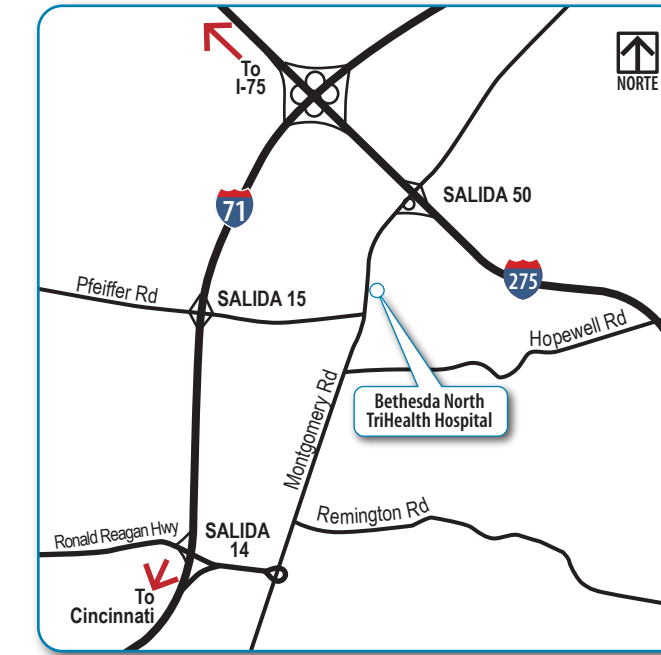 To
I-75
NORTE
SALIDA 50
71
275
Pfeiffer Rd
SALIDA 15
Hopewell Rd
Bethesda North
TriHealth Hospital
Montgomery Rd
Remington Rd
Ronald Reagan Hwy
SALIDA
14
To
Cincinnati